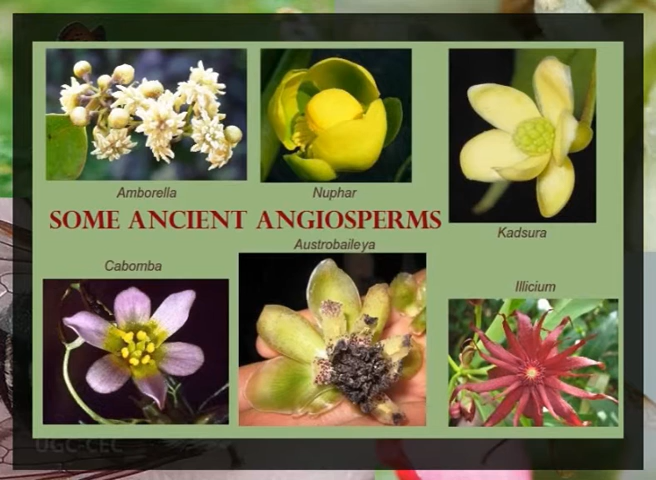 Amborella
Nuphar
Kadsura
SOME ANCIENT ANGIOSPERMS
Austrobaileya
Cabomba
Illicium
UGC-CEC